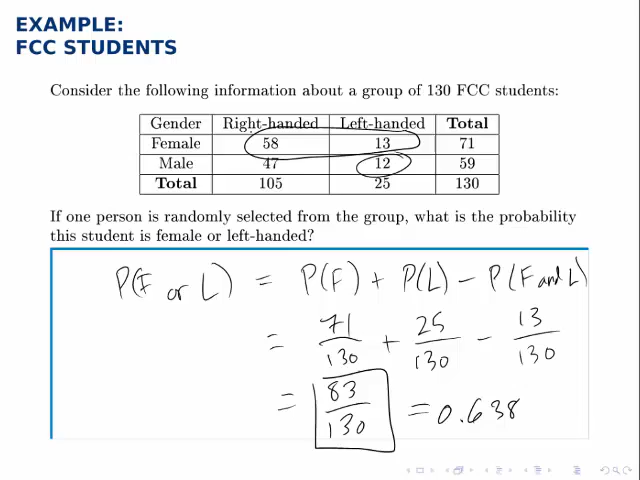 EXAMPLE:
FCC STUDENTS
Consider the following information about a group of 130 FCC students:
Gender Right-handed Left-handed Total
Female 58 13 71
Male 47 12 59
Total 105 25 130
If one person is randomly selected from the group, what is the probability
this student is female or left-handed?
P(F or L) = P(F) + P(L) − P(F and L)
= 71/130 + 25/130 − 13/130
= 83/130 = 0.638